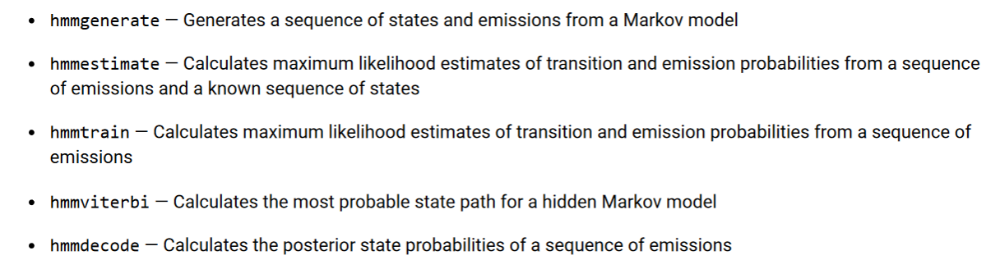 • hmmgenerate — Generates a sequence of states and emissions from a Markov model
• hmmestimate — Calculates maximum likelihood estimates of transition and emission probabilities from a sequence
of emissions and a known sequence of states
• hmmtrain — Calculates maximum likelihood estimates of transition and emission probabilities from a sequence of
emissions
• hmmviterbi — Calculates the most probable state path for a hidden Markov model
• hmmdecode — Calculates the posterior state probabilities of a sequence of emissions